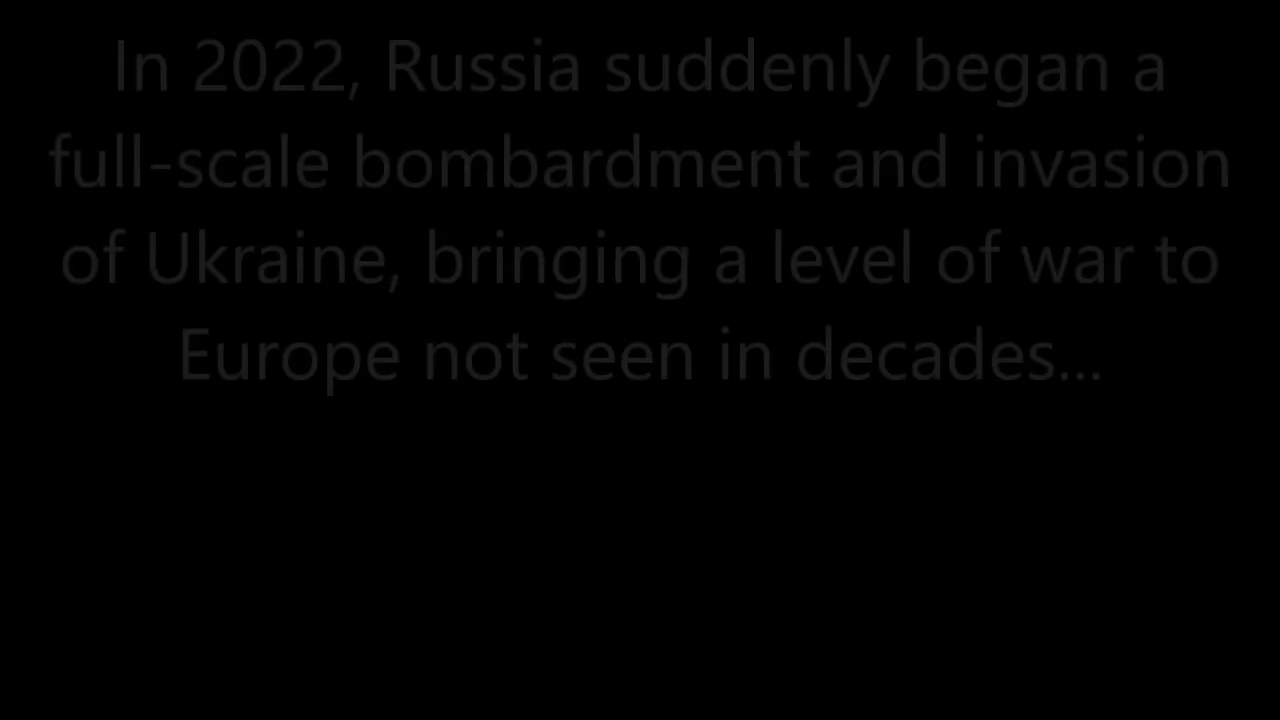 In 2022, Russia suddenly began a
full-scale bombardment and invasion
of Ukraine, bringing a level of war to
Europe not seen in decades...